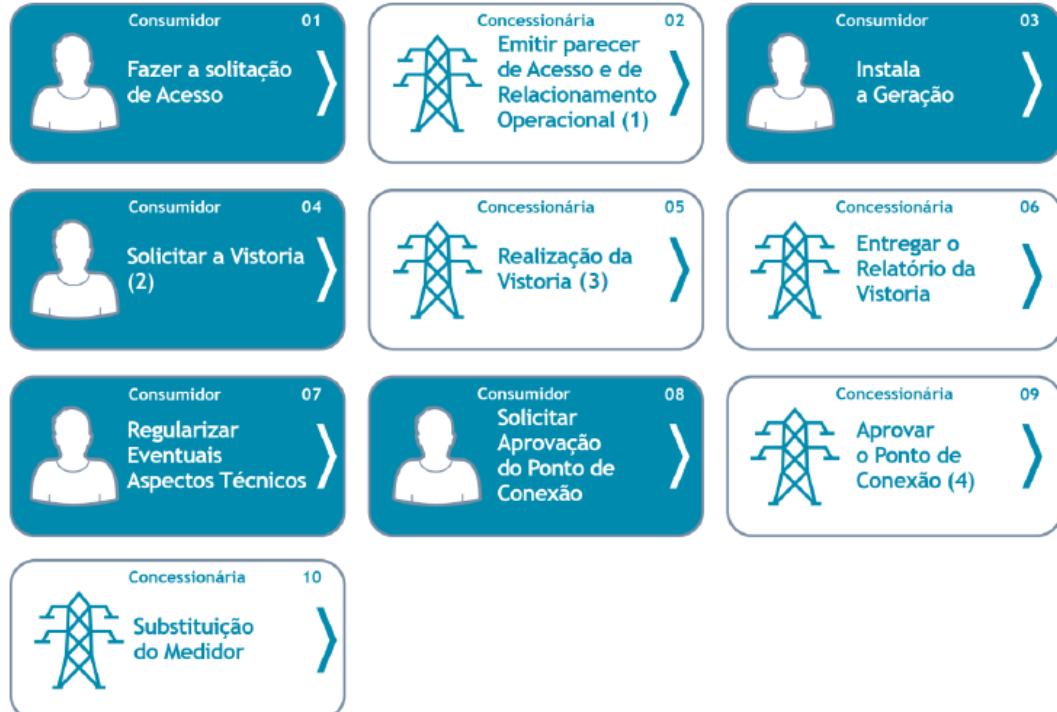 Consumidor 01
Fazer a solitação
de Acesso
Concessionária 02
Emitir parecer
de Acesso e de
Relacionamento
Operacional (1)
Consumidor 03
Instala
a Geração
Consumidor 04
Solicitar a Vistoria
(2)
Concessionária 05
Realização da
Vistoria (3)
Concessionária 06
Entregar o
Relatório da
Vistoria
Consumidor 07
Regularizar
Eventuais
Aspectos Técnicos
Consumidor 08
Solicitar
Aprovação
do Ponto de
Conexão
Concessionária 09
Aprovar
o Ponto de
Conexão (4)
Concessionária 10
Substituição
do Medidor